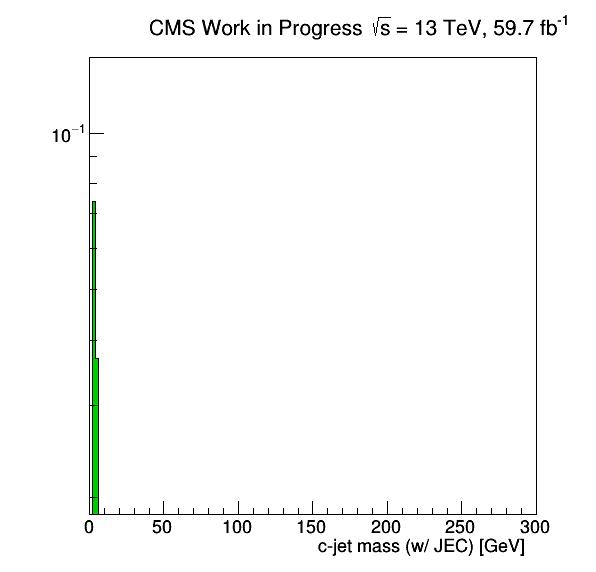 CMS Work in Progress √s = 13 TeV, 59.7 fb⁻¹
10⁻¹
0 50 100 150 200 250 300
c-jet mass (w/ JEC) [GeV]